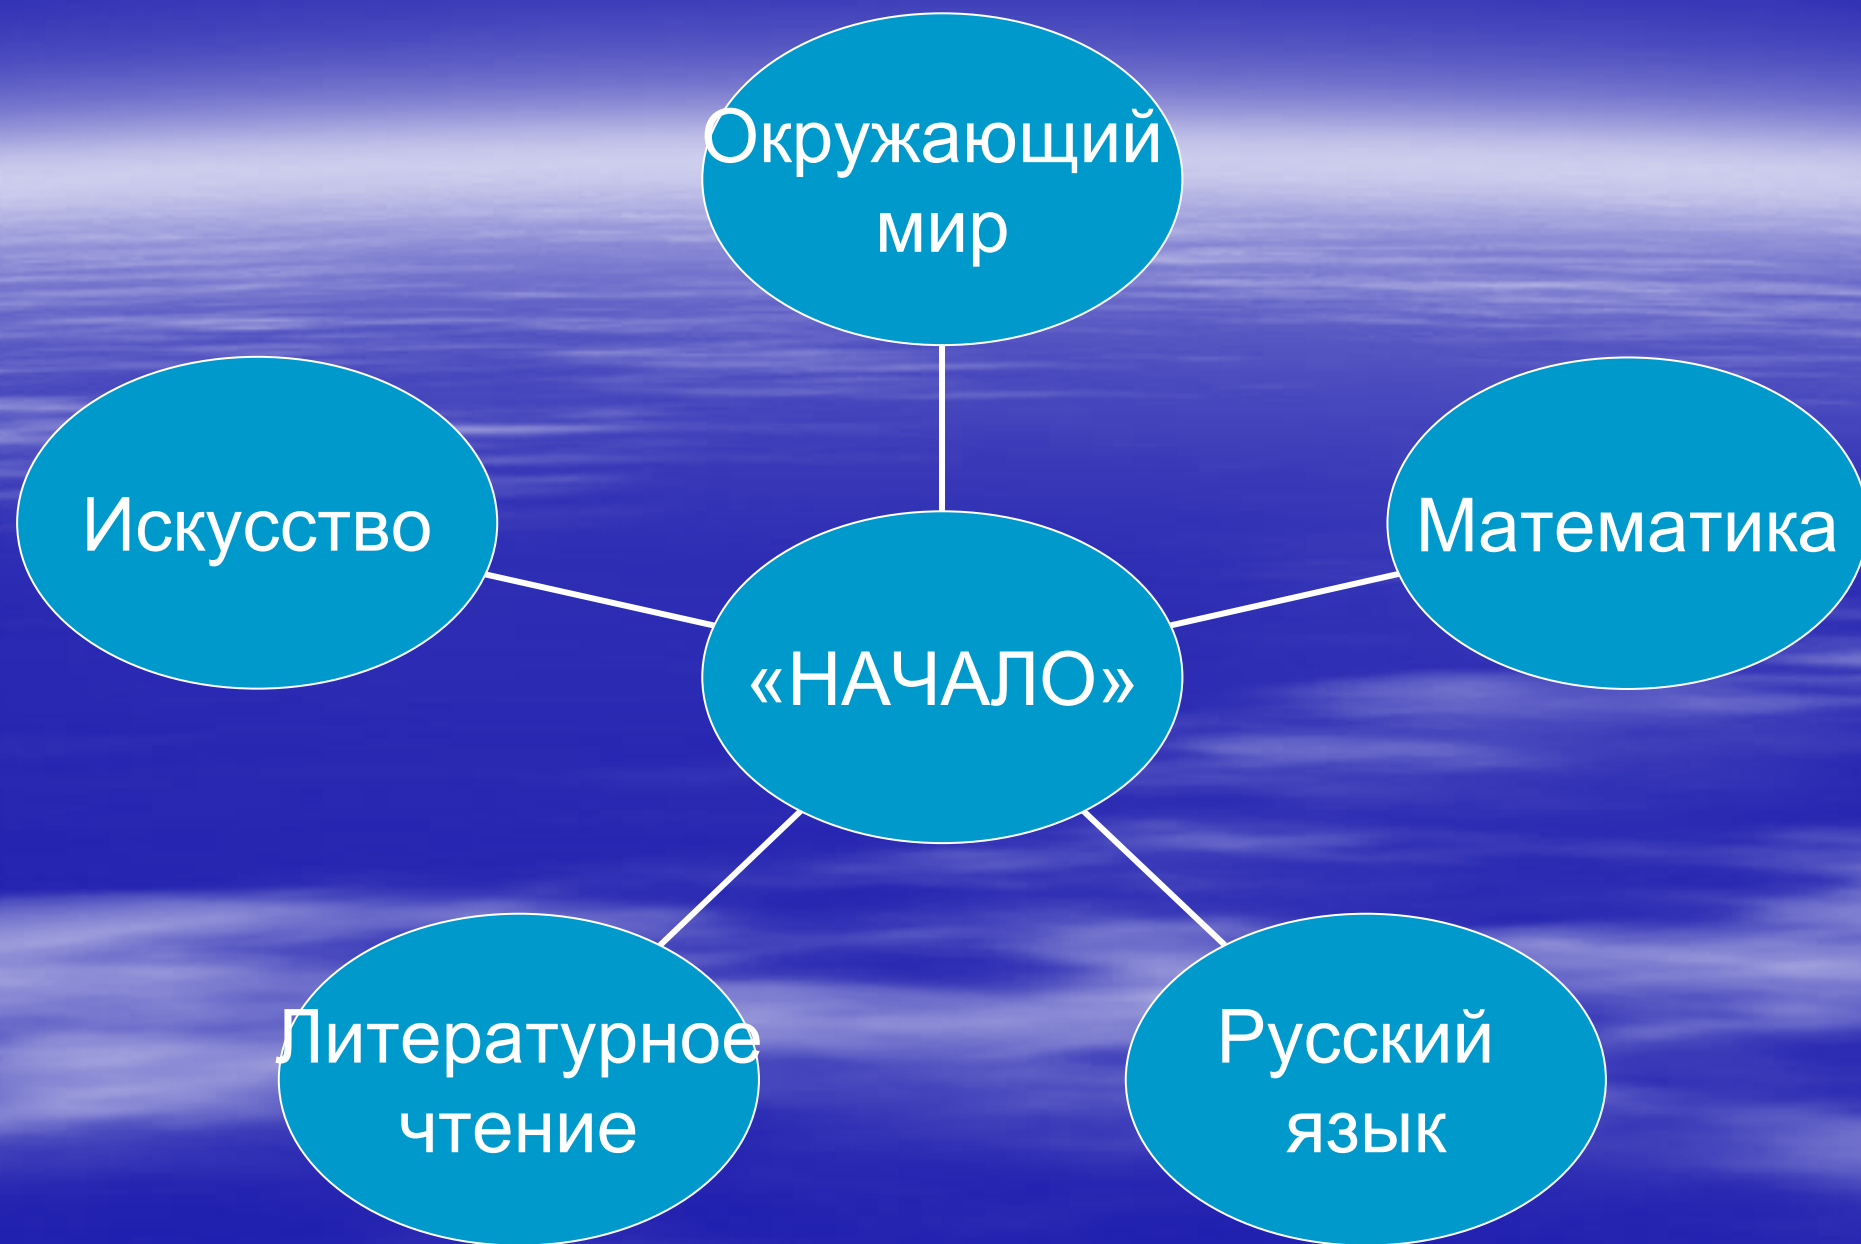 Окружающий
мир
Искусство
Математика
«НАЧАЛО»
Литературное
чтение
Русский
язык